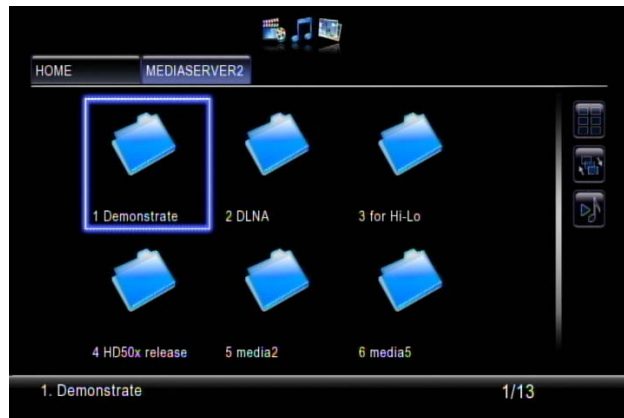 HOME MEDIASERVER2
1 Demonstrate 2 DLNA 3 for Hi-Lo
4 HD50x release 5 media2 6 media5
1. Demonstrate 1/13